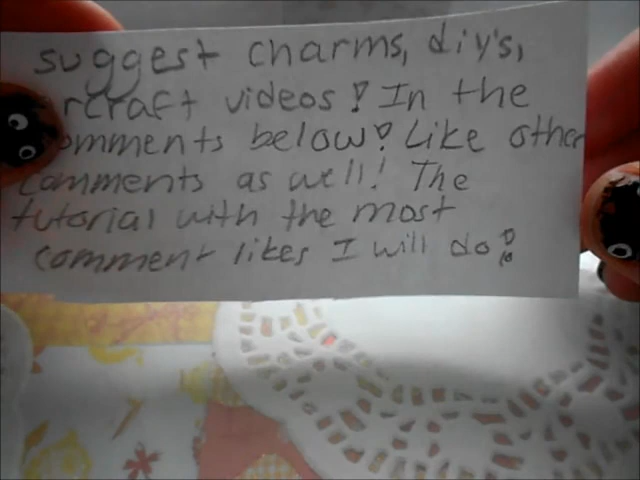 suggest charms, diy's,
rcraft videos! In the
omments below! Like other
comments as well! The
tutorial with the most
comment likes I will do!